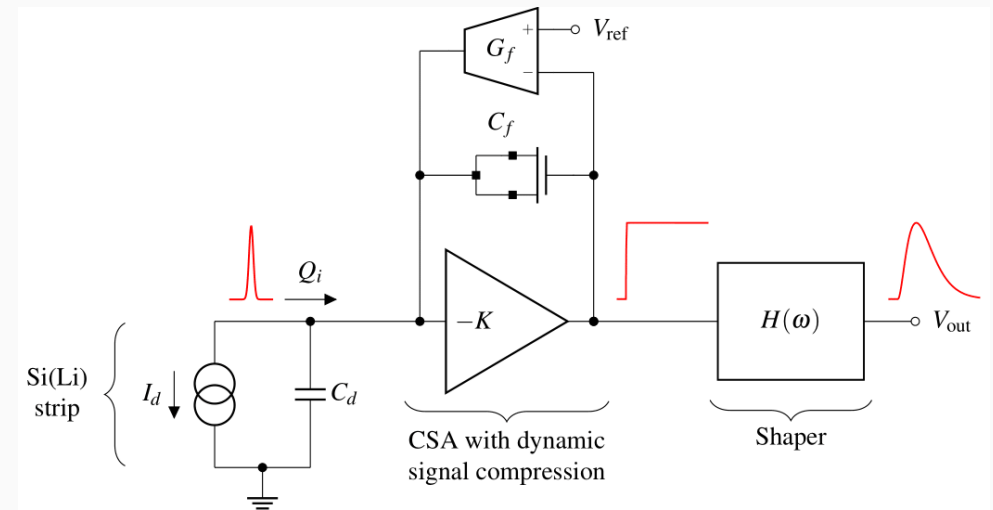 +
V_ref
G_f
−
C_f
Q_i
−K
H(ω)
V_out
Si(Li)
strip
I_d
C_d
CSA with dynamic
signal compression
Shaper